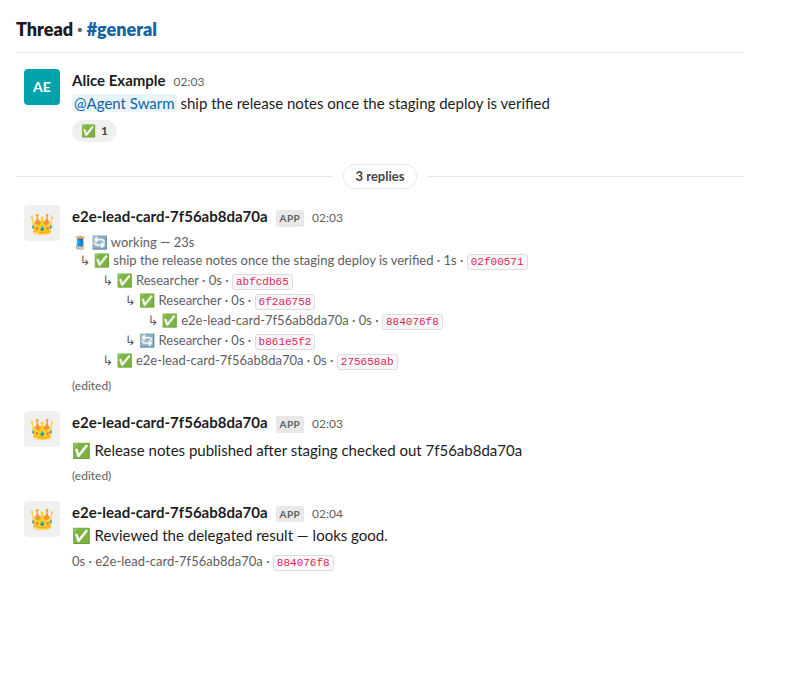 Thread • #general
AE
Alice Example 02:03
@Agent Swarm ship the release notes once the staging deploy is verified
✅ 1
3 replies
e2e-lead-card-7f56ab8da70a APP 02:03
🧵 🔄 working — 23s
↳ ✅ ship the release notes once the staging deploy is verified · 1s · 02f00571
↳ ✅ Researcher · 0s · abfcdb65
↳ ✅ Researcher · 0s · 6f2a6758
↳ ✅ e2e-lead-card-7f56ab8da70a · 0s · 884076f8
↳ 🔄 Researcher · 0s · b861e5f2
↳ ✅ e2e-lead-card-7f56ab8da70a · 0s · 275658ab
(edited)
e2e-lead-card-7f56ab8da70a APP 02:03
✅ Release notes published after staging checked out 7f56ab8da70a
(edited)
e2e-lead-card-7f56ab8da70a APP 02:04
✅ Reviewed the delegated result — looks good.
0s · e2e-lead-card-7f56ab8da70a · 884076f8